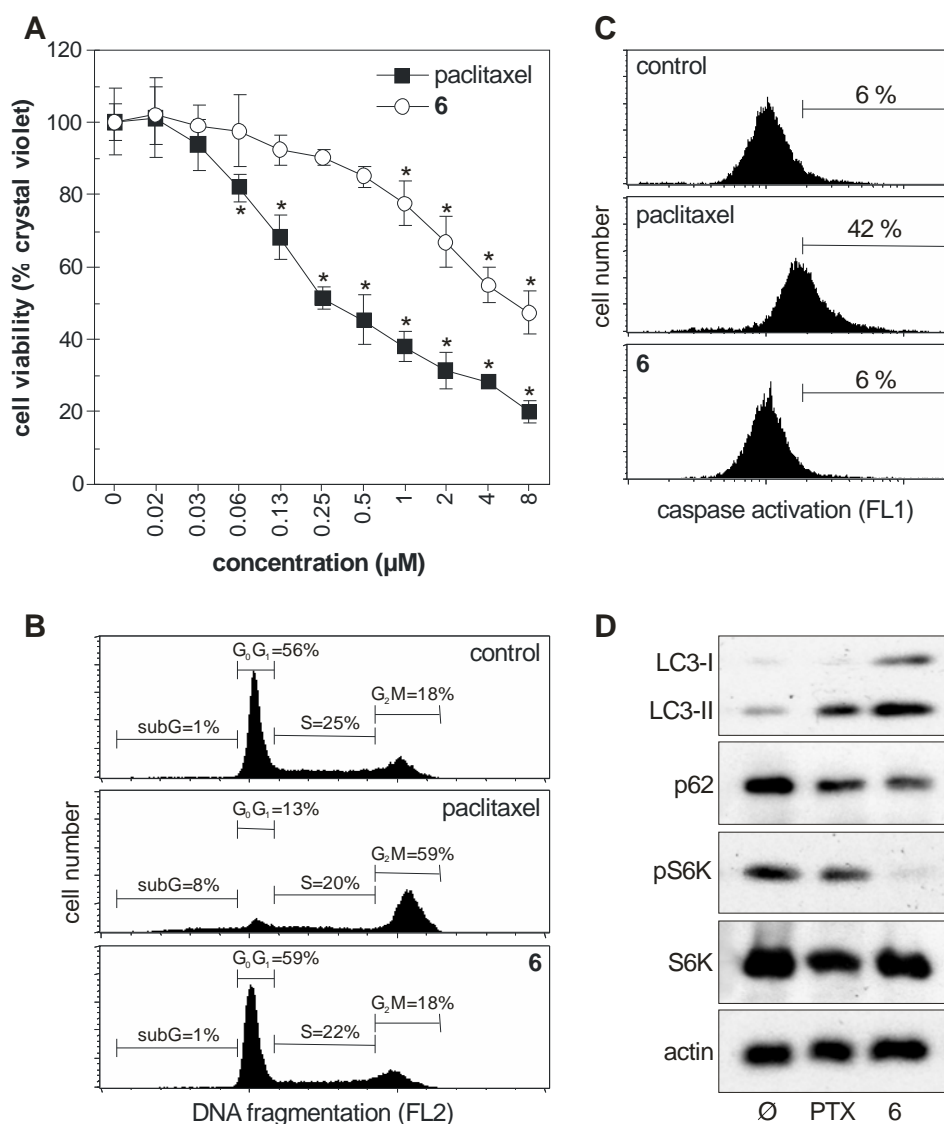 A
cell viability (% crystal violet)
120
100
80
60
40
20
0
paclitaxel
6
*
*
*
*
*
*
*
*
*
*
*
*
0
0.02
0.03
0.06
0.13
0.25
0.5
1
2
4
8
concentration (µM)
B
cell number
G₀G₁=56%
control
G₂M=18%
subG=1%
S=25%
G₀G₁=13%
paclitaxel
G₂M=59%
subG=8%
S=20%
G₀G₁=59%
6
G₂M=18%
subG=1%
S=22%
DNA fragmentation (FL2)
C
cell number
control
6 %
paclitaxel
42 %
6
6 %
caspase activation (FL1)
D
LC3-I
LC3-II
p62
pS6K
S6K
actin
Ø PTX 6